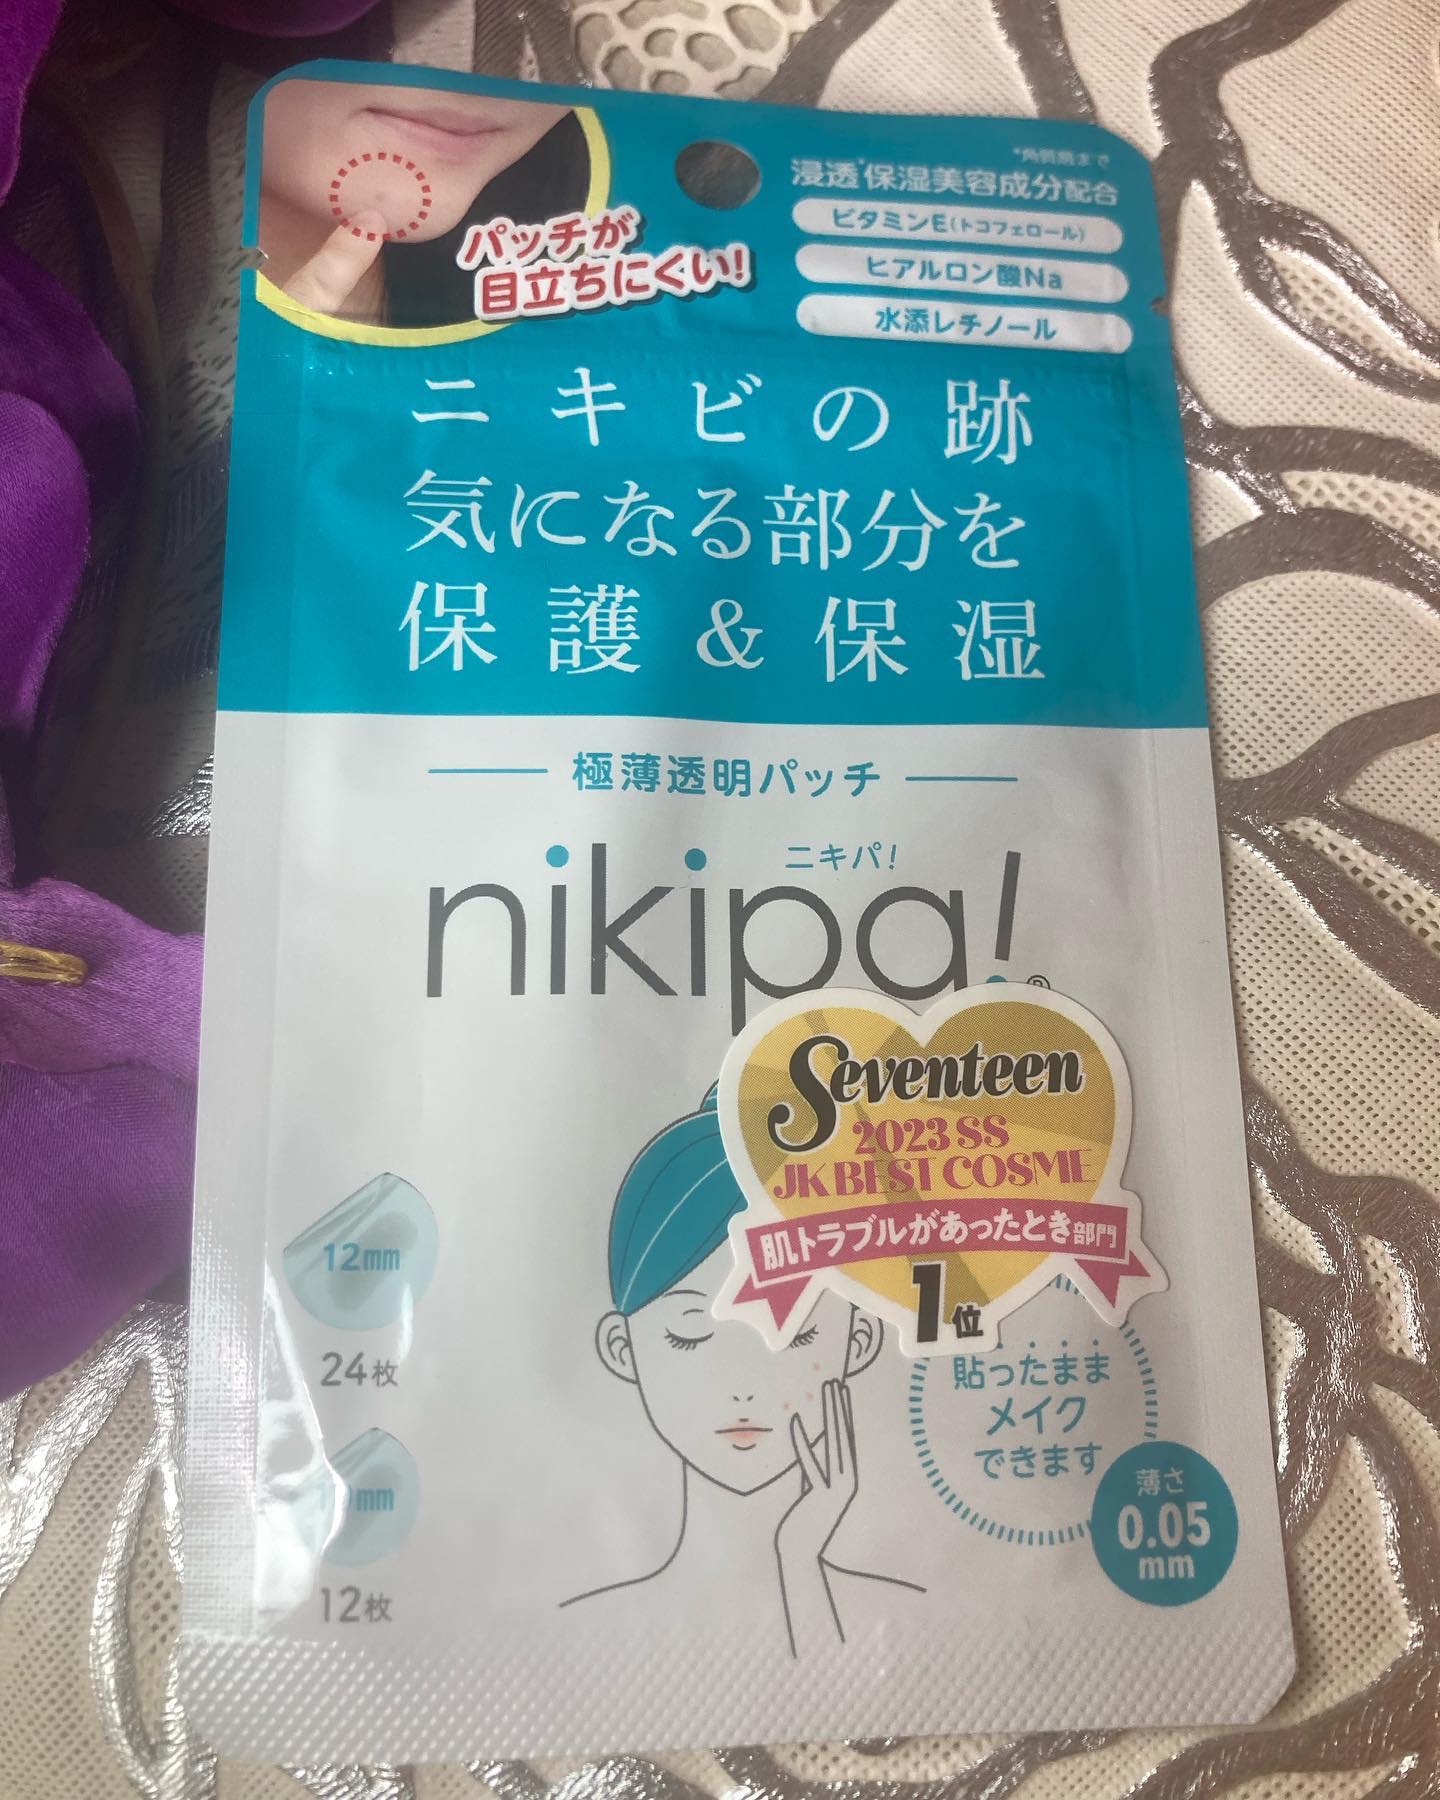 パッチが
目立ちにくい!
*角質層まで
浸透*保湿美容成分配合
ビタミンE(トコフェロール)
ヒアルロン酸Na
水添レチノール
ニキビの跡
気になる部分を
保護&保湿
極薄透明パッチ
ニキパ!
nikipa!
Seventeen
2023 SS
JK BEST COSME
肌トラブルがあったとき部門
1位
12mm
24枚
mm
12枚
貼ったまま
メイク
できます
薄さ
0.05
mm